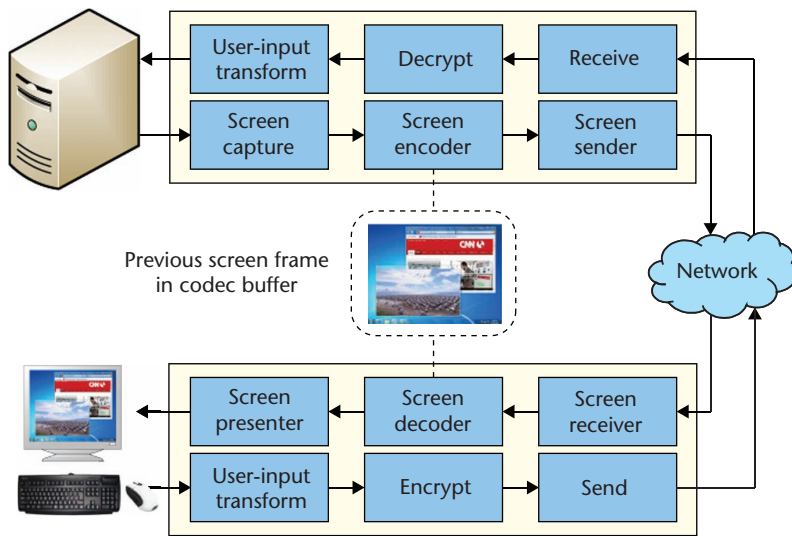 User-input
transform
Decrypt
Receive
Screen
capture
Screen
encoder
Screen
sender
Previous screen frame
in codec buffer
CNN
Network
Screen
presenter
Screen
decoder
Screen
receiver
User-input
transform
Encrypt
Send